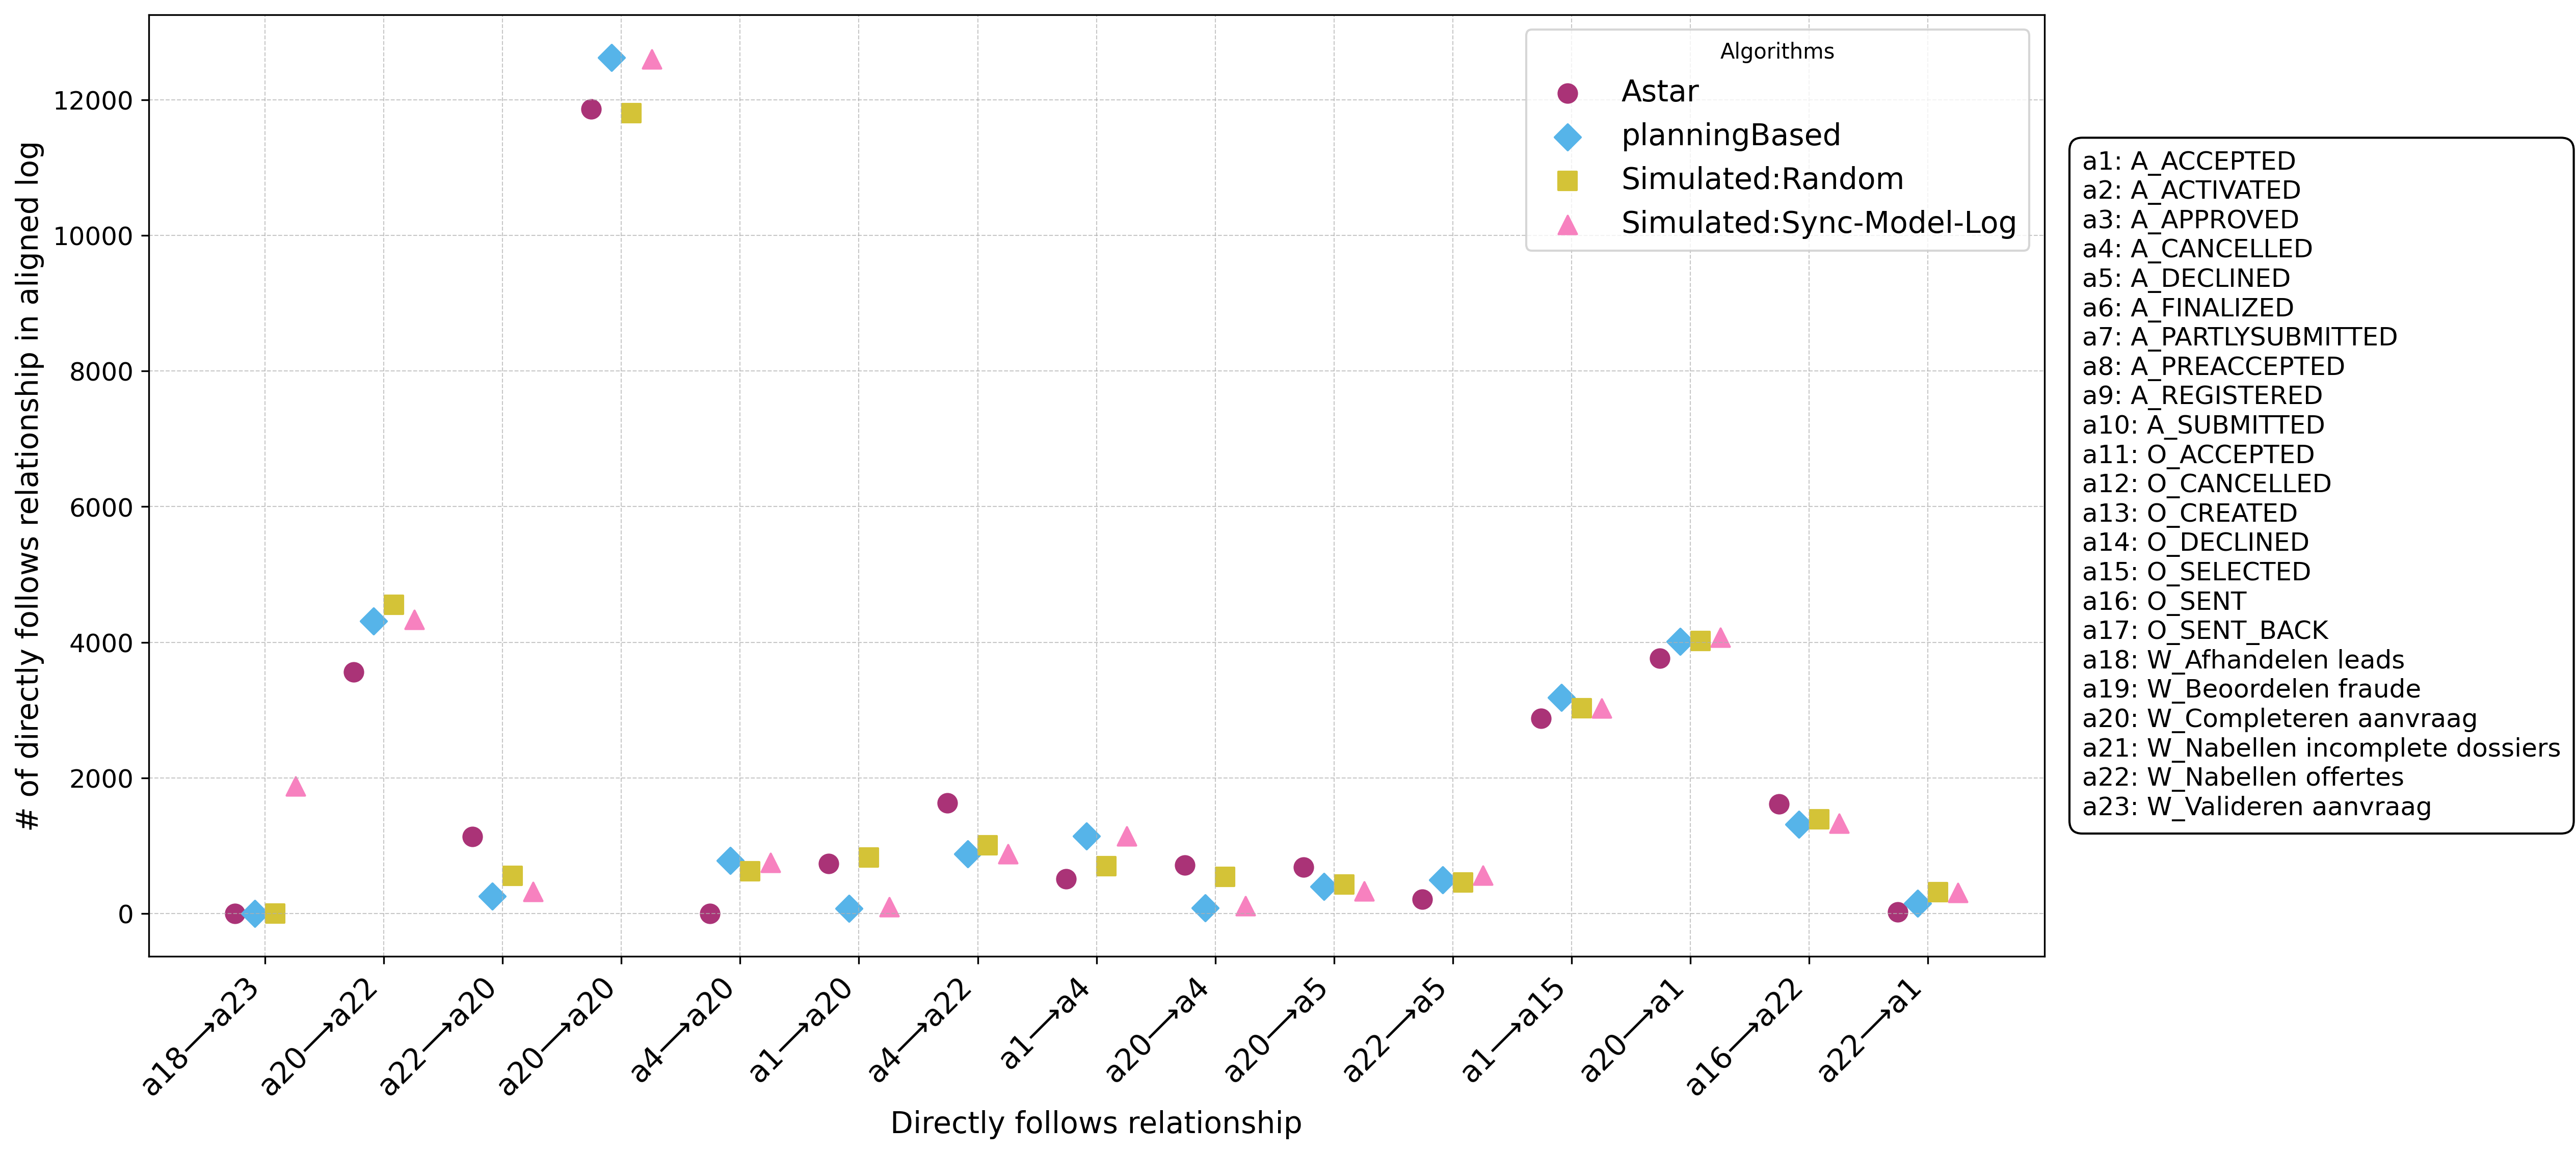 # of directly follows relationship in aligned log
12000
10000
8000
6000
4000
2000
0
Algorithms
Astar
planningBased
Simulated:Random
Simulated:Sync-Model-Log
a18→a23
a20→a22
a22→a20
a20→a20
a4→a20
a1→a20
a4→a22
a1→a4
a20→a4
a20→a5
a22→a5
a1→a15
a20→a1
a16→a22
a22→a1
Directly follows relationship
a1: A_ACCEPTED
a2: A_ACTIVATED
a3: A_APPROVED
a4: A_CANCELLED
a5: A_DECLINED
a6: A_FINALIZED
a7: A_PARTLYSUBMITTED
a8: A_PREACCEPTED
a9: A_REGISTERED
a10: A_SUBMITTED
a11: O_ACCEPTED
a12: O_CANCELLED
a13: O_CREATED
a14: O_DECLINED
a15: O_SELECTED
a16: O_SENT
a17: O_SENT_BACK
a18: W_Afhandelen leads
a19: W_Beoordelen fraude
a20: W_Completeren aanvraag
a21: W_Nabellen incomplete dossiers
a22: W_Nabellen offertes
a23: W_Valideren aanvraag